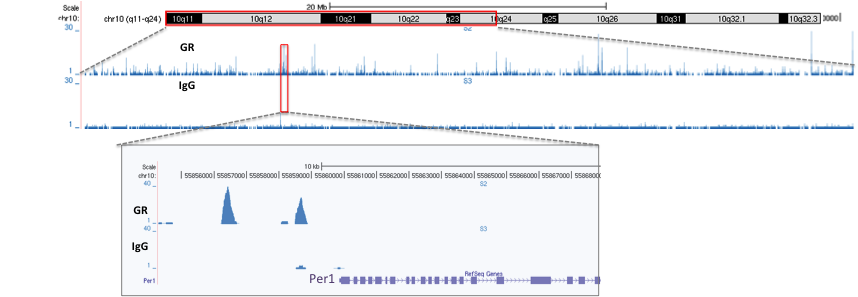 Scale 20 Mb
chr10: chr10 (q11-q24) 10q11 10q12 10q21 10q22 q23 10q24 q25 10q26 10q31 10q32.1 10q32.3
30 S2
GR
1
30 S3
IgG
1
Scale 10 kb
chr10: 55856000 55857000 55858000 55859000 55860000 55861000 55862000 55863000 55864000 55865000 55866000 55867000 55868000
40 S2
GR
1
40 S3
IgG
1
RefSeq Genes
Per1 Per1